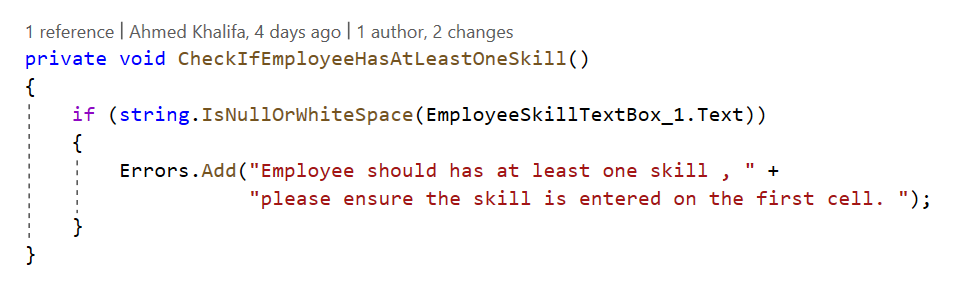 1 reference | Ahmed Khalifa, 4 days ago | 1 author, 2 changes
private void CheckIfEmployeeHasAtLeastOneSkill()
{
if (string.IsNullOrWhiteSpace(EmployeeSkillTextBox_1.Text))
{
Errors.Add("Employee should has at least one skill , " +
"please ensure the skill is entered on the first cell. ");
}
}